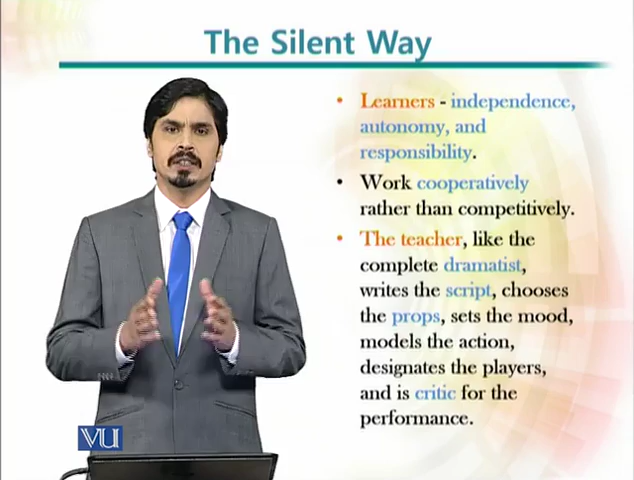 The Silent Way
• Learners - independence,
autonomy, and
responsibility.
• Work cooperatively
rather than competitively.
• The teacher, like the
complete dramatist,
writes the script, chooses
the props, sets the mood,
models the action,
designates the players,
and is critic for the
performance.
VU